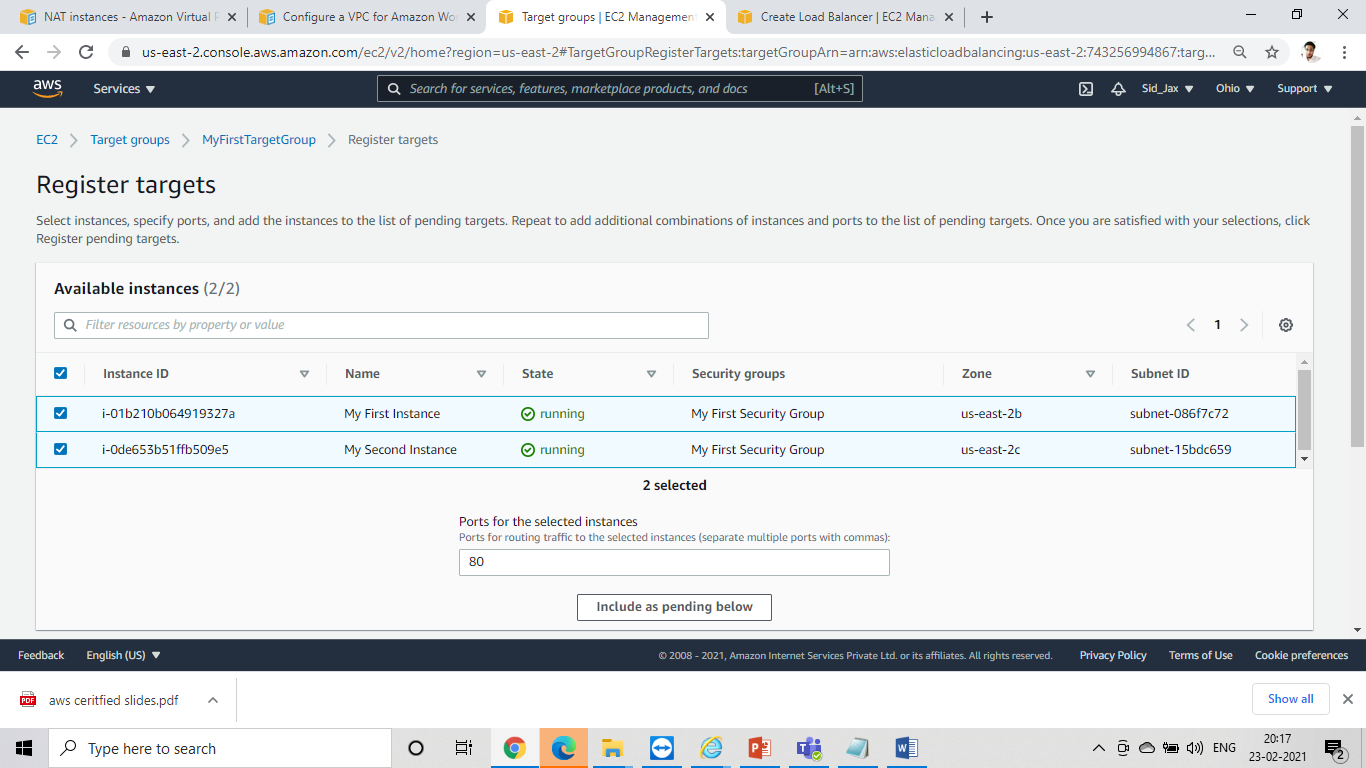 NAT instances - Amazon Virtual P
Configure a VPC for Amazon Wo
Target groups | EC2 Management
Create Load Balancer | EC2 Mana
us-east-2.console.aws.amazon.com/ec2/v2/home?region=us-east-2#TargetGroupRegisterTargets:targetGroupArn=arn:aws:elasticloadbalancing:us-east-2:743256994867:targ...
aws
Services
Search for services, features, marketplace products, and docs
[Alt+S]
Sid_Jax
Ohio
Support
EC2
Target groups
MyFirstTargetGroup
Register targets
Register targets
Select instances, specify ports, and add the instances to the list of pending targets. Repeat to add additional combinations of instances and ports to the list of pending targets. Once you are satisfied with your selections, click
Register pending targets.
Available instances (2/2)
Filter resources by property or value
1
Instance ID Name State Security groups Zone Subnet ID
i-01b210b064919327a My First Instance running My First Security Group us-east-2b subnet-086f7c72
i-0de653b51ffb509e5 My Second Instance running My First Security Group us-east-2c subnet-15bdc659
2 selected
Ports for the selected instances
Ports for routing traffic to the selected instances (separate multiple ports with commas):
80
Include as pending below
Feedback
English (US)
© 2008 - 2021, Amazon Internet Services Private Ltd. or its affiliates. All rights reserved.
Privacy Policy
Terms of Use
Cookie preferences
PDF
aws ceritfied slides.pdf
Show all
Type here to search
ENG
20:17
23-02-2021
2